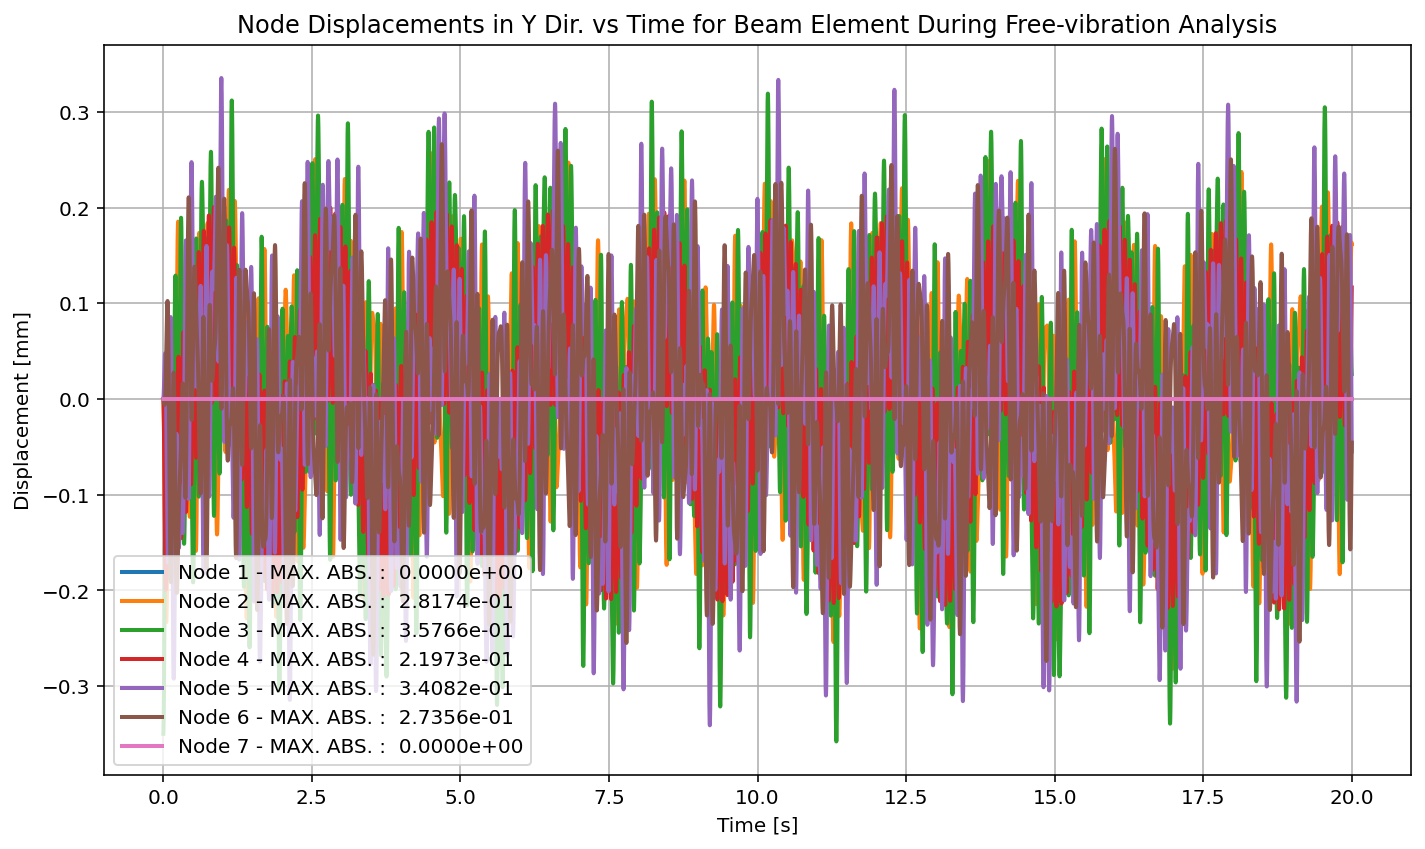 Node Displacements in Y Dir. vs Time for Beam Element During Free-vibration Analysis
Displacement [mm]
0.3
0.2
0.1
0.0
−0.1
−0.2
−0.3
Node 1 - MAX. ABS. :  0.0000e+00
Node 2 - MAX. ABS. :  2.8174e-01
Node 3 - MAX. ABS. :  3.5766e-01
Node 4 - MAX. ABS. :  2.1973e-01
Node 5 - MAX. ABS. :  3.4082e-01
Node 6 - MAX. ABS. :  2.7356e-01
Node 7 - MAX. ABS. :  0.0000e+00
0.0 2.5 5.0 7.5 10.0 12.5 15.0 17.5 20.0
Time [s]